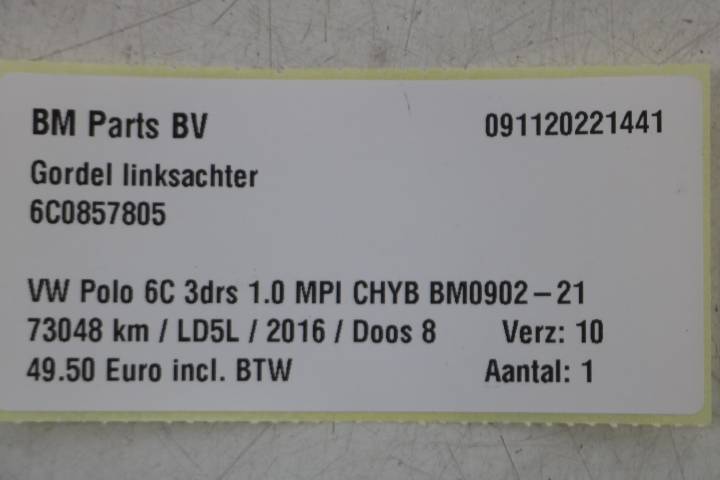 BM Parts BV 091120221441
Gordel linksachter
6C0857805
VW Polo 6C 3drs 1.0 MPI CHYB BM0902-21
73048 km / LD5L / 2016 / Doos 8 Verz: 10
49.50 Euro incl. BTW Aantal: 1